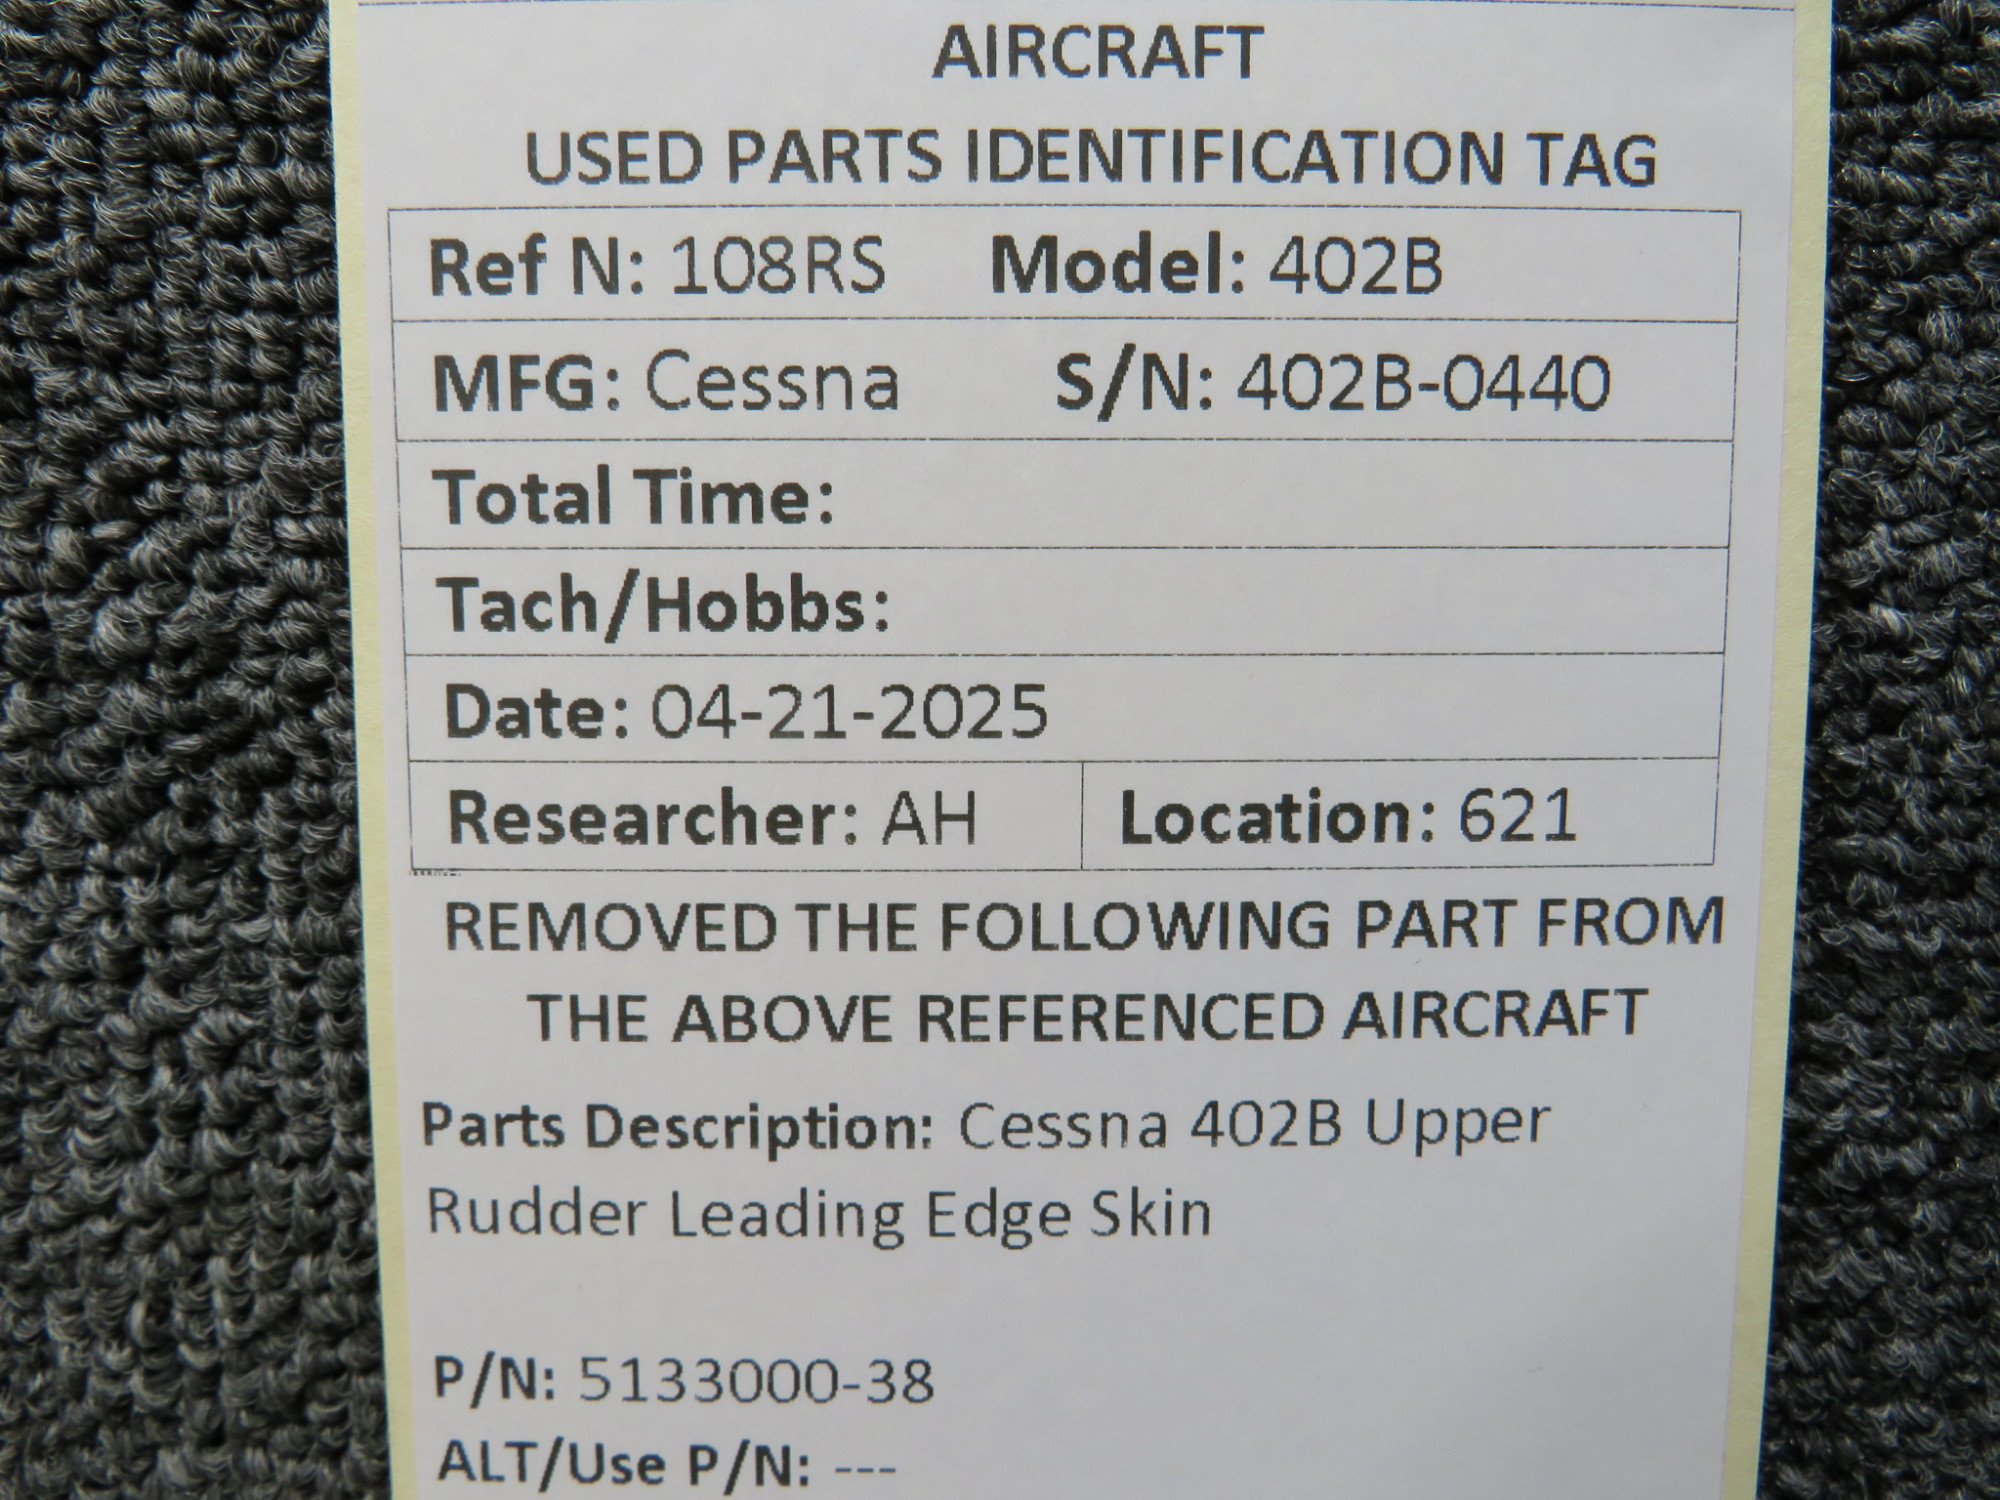 AIRCRAFT
USED PARTS IDENTIFICATION TAG
Ref N: 108RS Model: 402B
MFG: Cessna S/N: 402B-0440
Total Time:
Tach/Hobbs:
Date: 04-21-2025
Researcher: AH Location: 621
REMOVED THE FOLLOWING PART FROM
THE ABOVE REFERENCED AIRCRAFT
Parts Description: Cessna 402B Upper
Rudder Leading Edge Skin
P/N: 5133000-38
ALT/Use P/N: ---